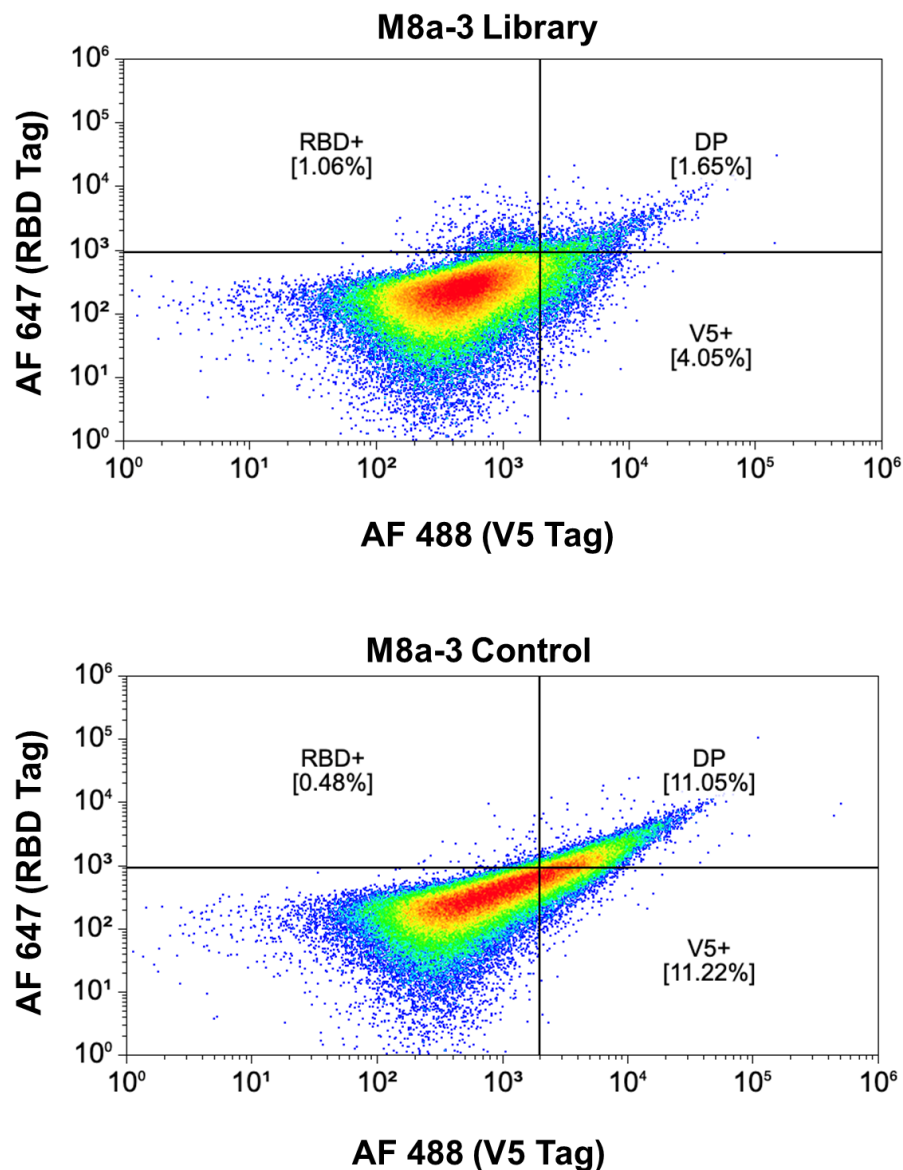 M8a-3 Library
AF 647 (RBD Tag)
10⁶
10⁵
10⁴
10³
10²
10¹
10⁰
RBD+
[1.06%]
DP
[1.65%]
V5+
[4.05%]
10⁰ 10¹ 10² 10³ 10⁴ 10⁵ 10⁶
AF 488 (V5 Tag)
M8a-3 Control
AF 647 (RBD Tag)
10⁶
10⁵
10⁴
10³
10²
10¹
10⁰
RBD+
[0.48%]
DP
[11.05%]
V5+
[11.22%]
10⁰ 10¹ 10² 10³ 10⁴ 10⁵ 10⁶
AF 488 (V5 Tag)